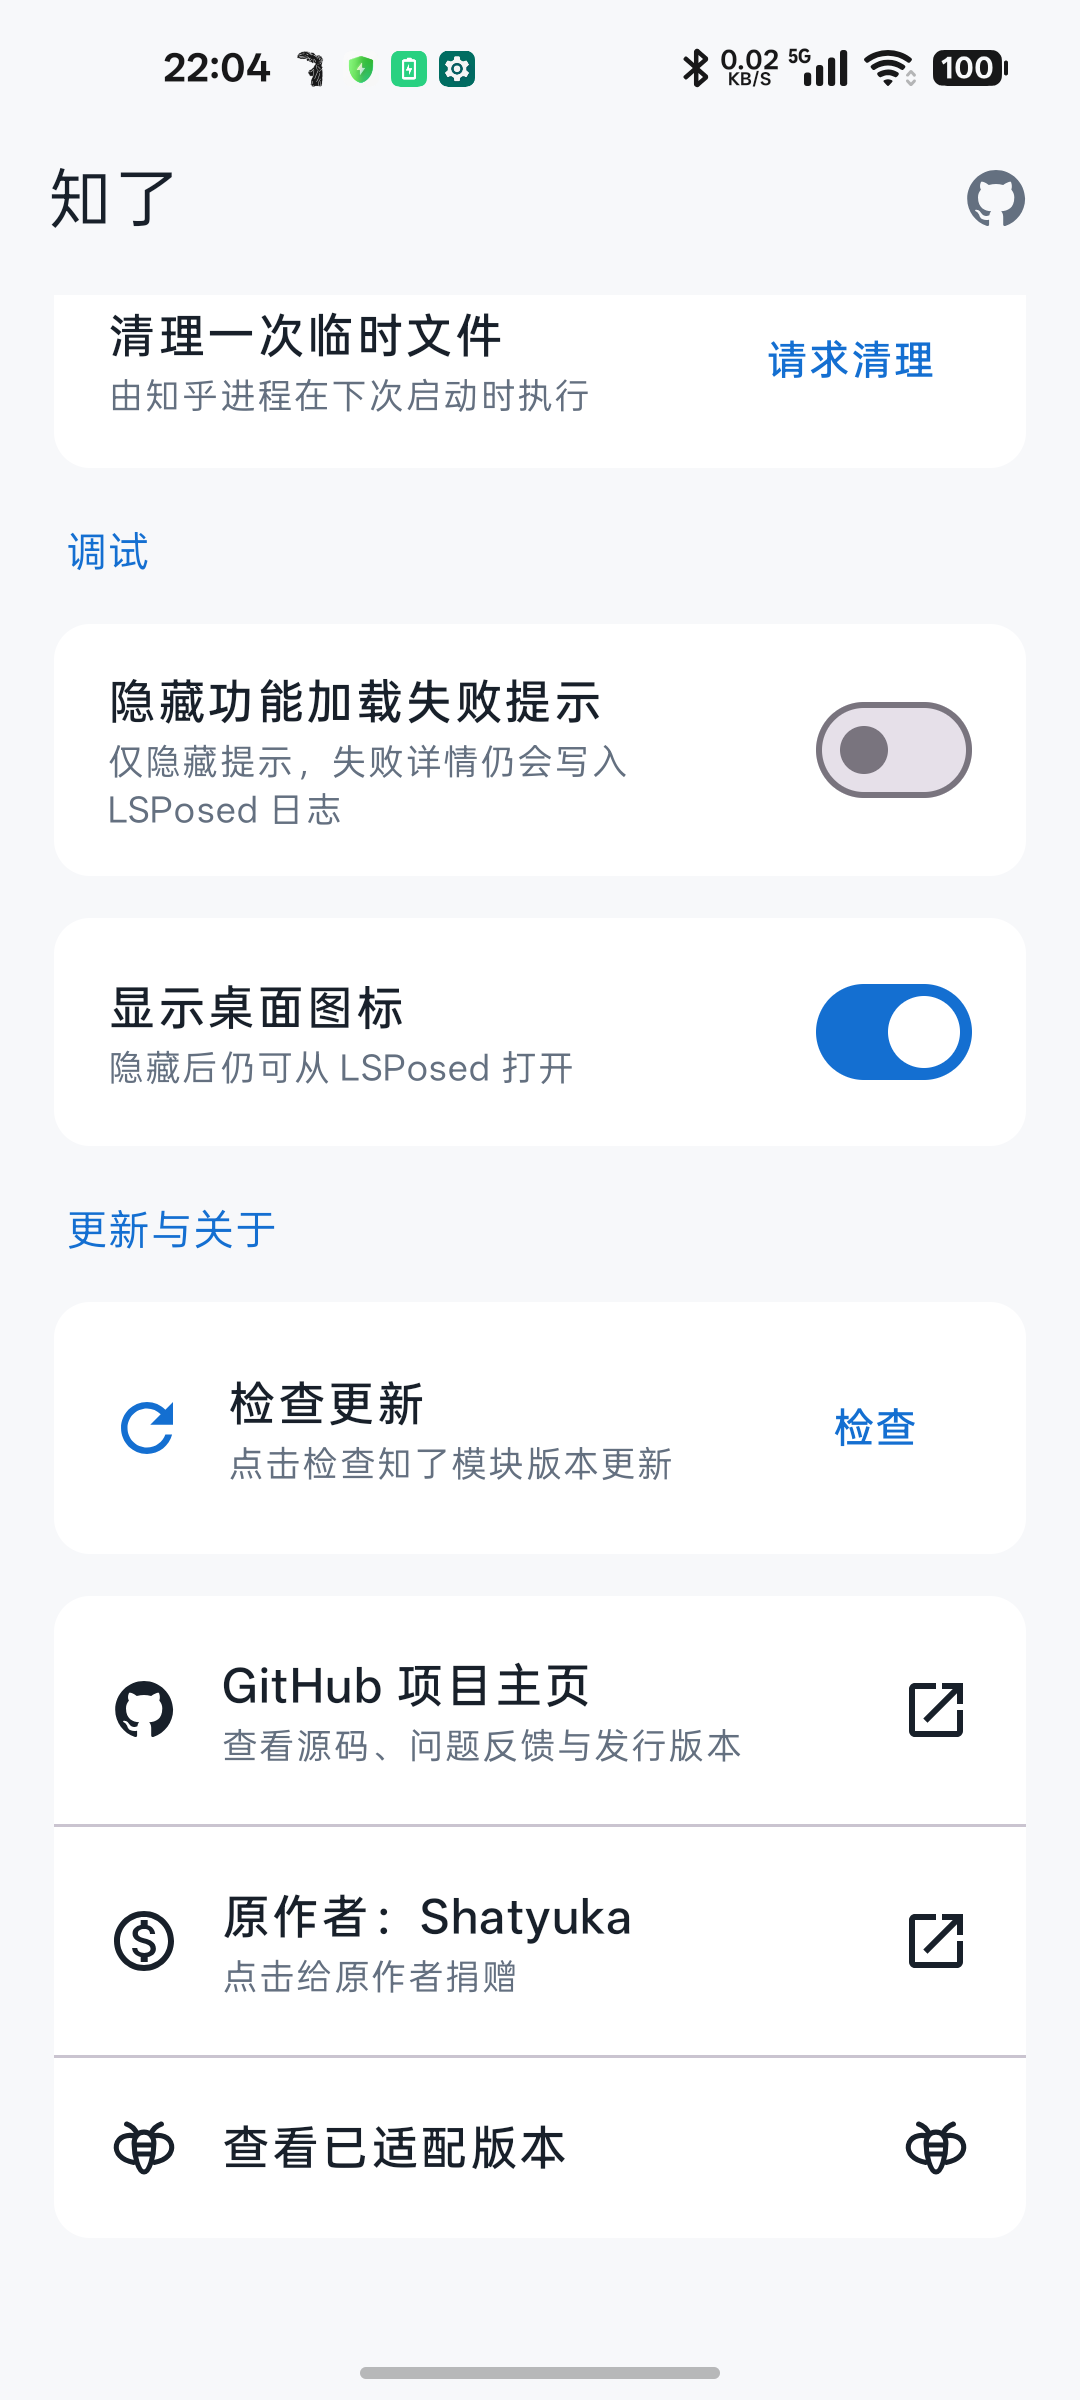 22:04
0.02 KB/S 5G 100
知了
清理一次临时文件
由知乎进程在下次启动时执行
请求清理
调试
隐藏功能加载失败提示
仅隐藏提示，失败详情仍会写入
LSPosed 日志
显示桌面图标
隐藏后仍可从 LSPosed 打开
更新与关于
检查更新
点击检查知了模块版本更新
检查
GitHub 项目主页
查看源码、问题反馈与发行版本
原作者：Shatyuka
点击给原作者捐赠
查看已适配版本